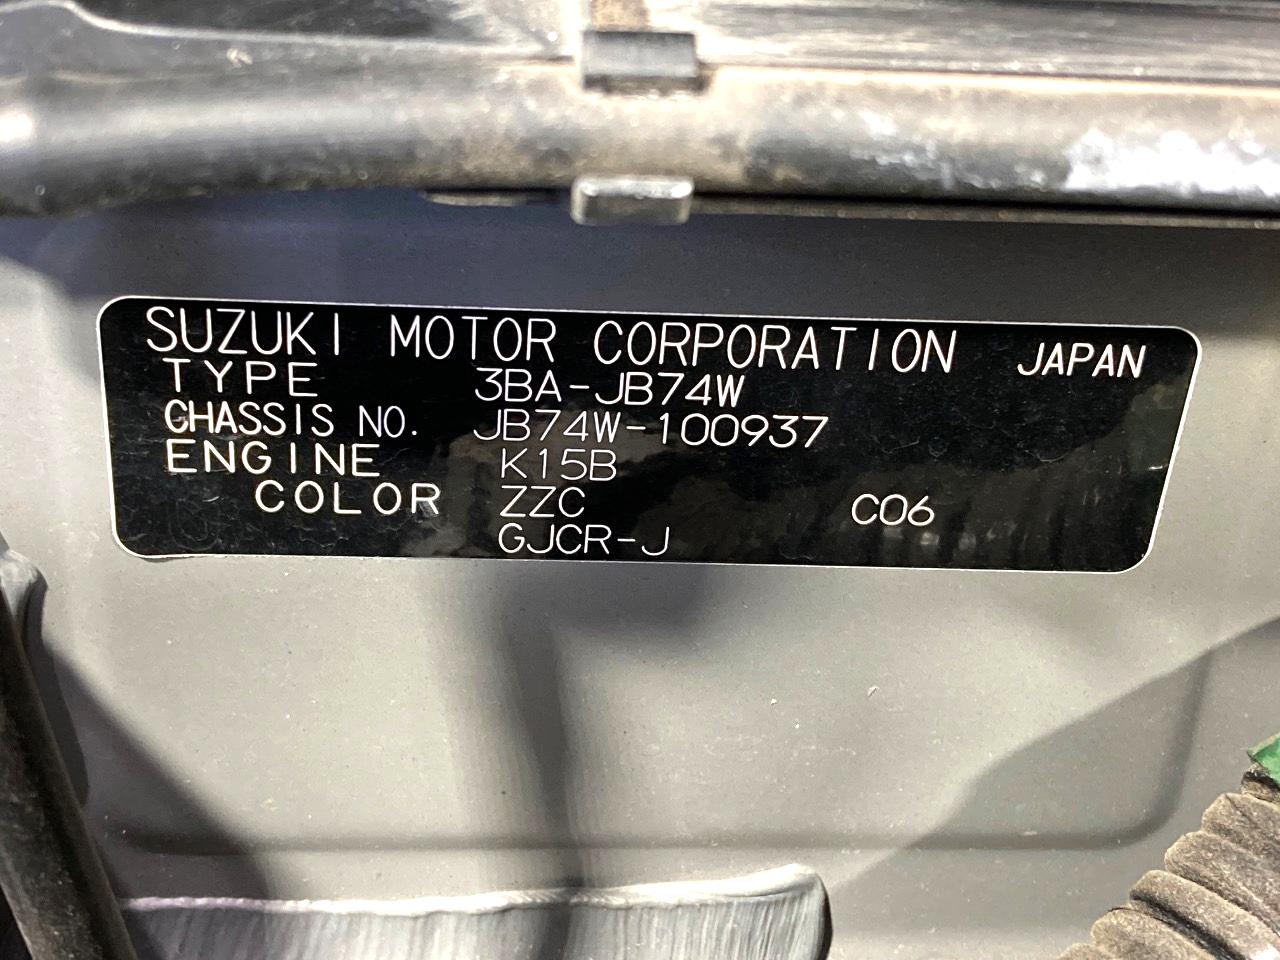 SUZUKI MOTOR CORPORATION JAPAN
TYPE 3BA-JB74W
CHASSIS NO. JB74W-100937
ENGINE K15B
COLOR ZZC C06
GJCR-J